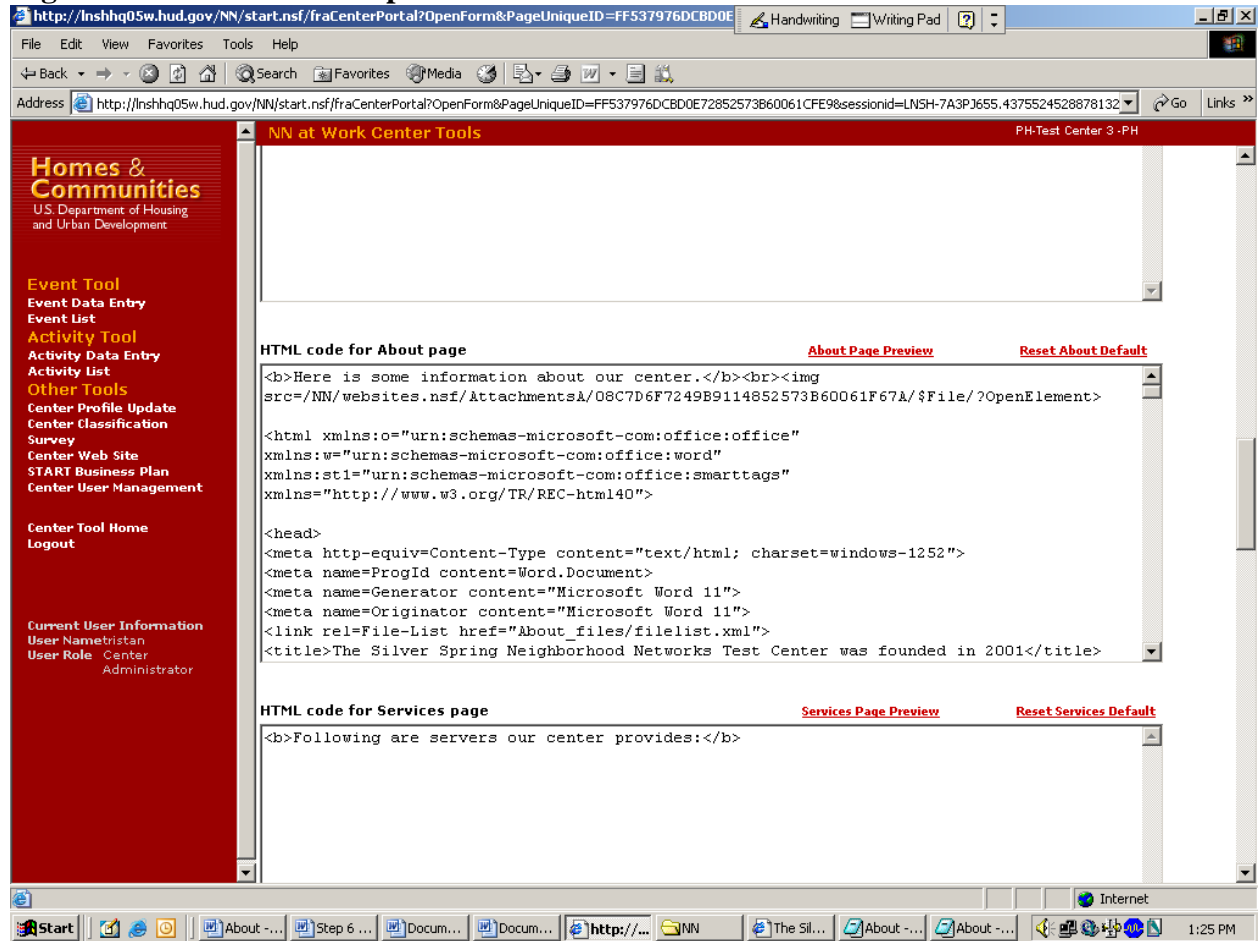 http://lnshhq05w.hud.gov/NN/start.nsf/fraCenterPortal?OpenForm&PageUniqueID=FF537976DCBD0E
Handwriting Writing Pad
File Edit View Favorites Tools Help
Back Search Favorites Media
Address http://lnshhq05w.hud.gov/NN/start.nsf/fraCenterPortal?OpenForm&PageUniqueID=FF537976DCBD0E72852573B60061CFE9&sessionid=LNSH-7A3PJ655.4375524528878132 Go Links »
NN at Work Center Tools PH-Test Center 3 -PH
Homes &
Communities
U.S. Department of Housing
and Urban Development
Event Tool
Event Data Entry
Event List
Activity Tool
Activity Data Entry
Activity List
Other Tools
Center Profile Update
Center Classification
Survey
Center Web Site
START Business Plan
Center User Management
Center Tool Home
Logout
Current User Information
User Nametristan
User Role Center
Administrator
HTML code for About page About Page Preview Reset About Default
<b>Here is some information about our center.</b><br><img
src=/NN/websites.nsf/AttachmentsA/08C7D6F7249B9114852573B60061F67A/$File/?OpenElement>
<html xmlns:o="urn:schemas-microsoft-com:office:office"
xmlns:w="urn:schemas-microsoft-com:office:word"
xmlns:st1="urn:schemas-microsoft-com:office:smarttags"
xmlns="http://www.w3.org/TR/REC-html40">
<head>
<meta http-equiv=Content-Type content="text/html; charset=windows-1252">
<meta name=ProgId content=Word.Document>
<meta name=Generator content="Microsoft Word 11">
<meta name=Originator content="Microsoft Word 11">
<link rel=File-List href="About_files/filelist.xml">
<title>The Silver Spring Neighborhood Networks Test Center was founded in 2001</title>
HTML code for Services page Services Page Preview Reset Services Default
<b>Following are servers our center provides:</b>
Internet
Start About -... Step 6 ... Docum... Docum... http://... NN The Sil... About -... About -... 1:25 PM